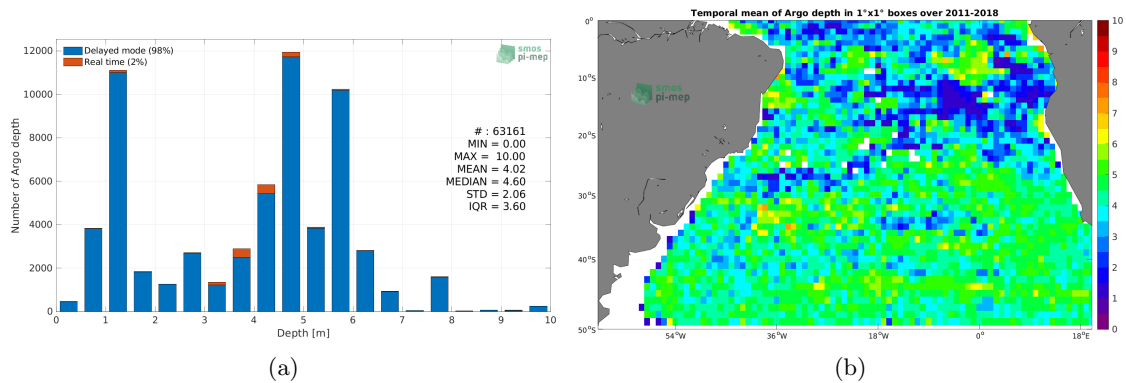 Delayed mode (98%)
Real time (2%)
smos
pi-mep
# : 63161
MIN = 0.00
MAX = 10.00
MEAN = 4.02
MEDIAN = 4.60
STD = 2.06
IQR = 3.60
Number of Argo depth
12000
10000
8000
6000
4000
2000
0
0 1 2 3 4 5 6 7 8 9 10
Depth [m]
(a)
Temporal mean of Argo depth in 1°x1° boxes over 2011-2018
smos
pi-mep
0°
10°S
20°S
30°S
40°S
50°S
54°W 36°W 18°W 0° 18°E
10
9
8
7
6
5
4
3
2
1
0
(b)